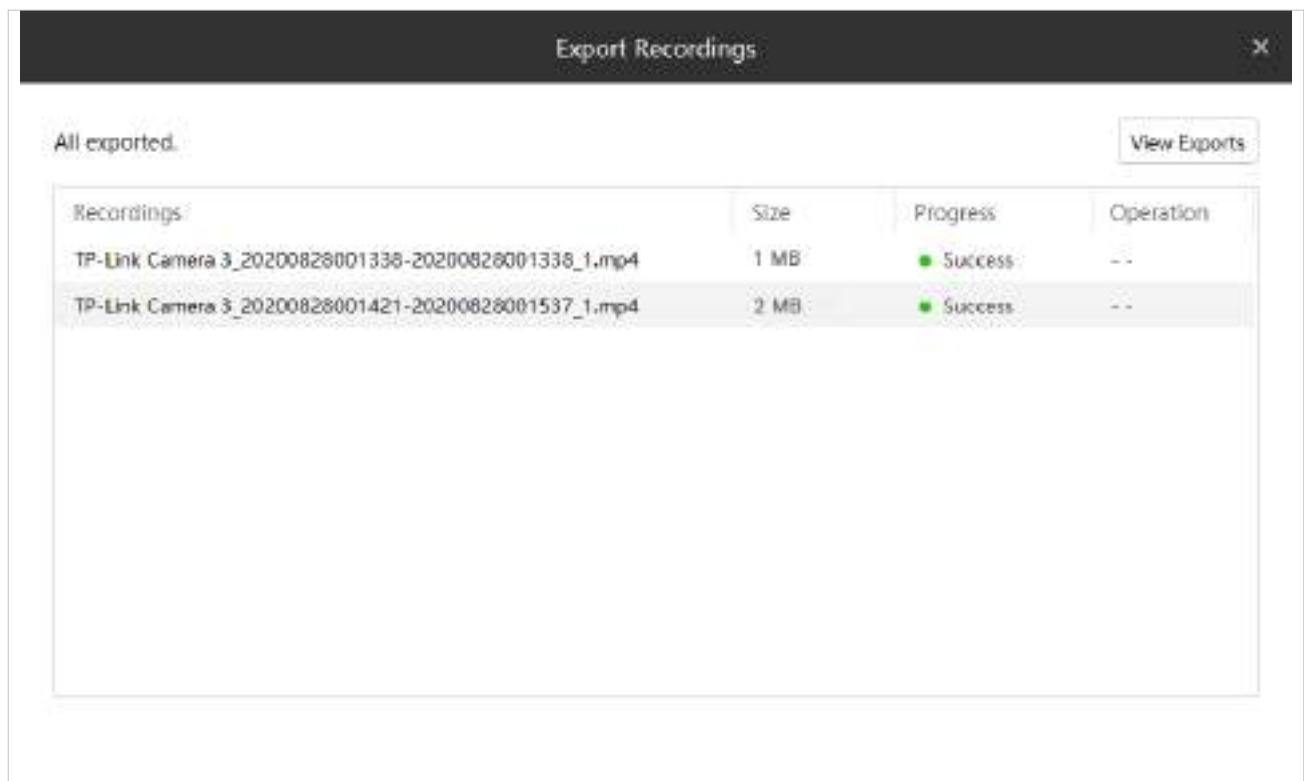 Export Recordings ×
All exported. View Exports
Recordings Size Progress Operation
TP-Link Camera 3_20200828001338-20200828001338_1.mp4 1 MB Success - -
TP-Link Camera 3_20200828001421-20200828001537_1.mp4 2 MB Success - -